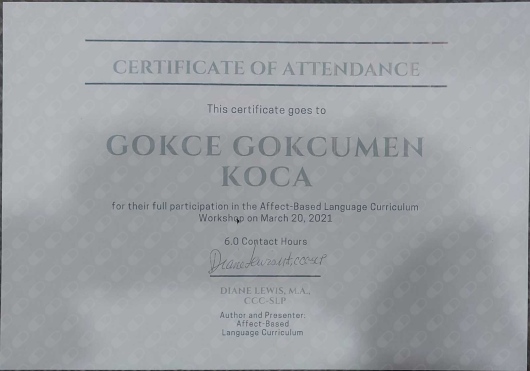 CERTIFICATE OF ATTENDANCE
This certificate goes to
GOKCE GOKCUMEN
KOCA
for their full participation in the Affect-Based Language Curriculum
Workshop on March 20, 2021
6.0 Contact Hours
DIANE LEWIS, M.A.,
CCC-SLP
Author and Presenter:
Affect-Based
Language Curriculum